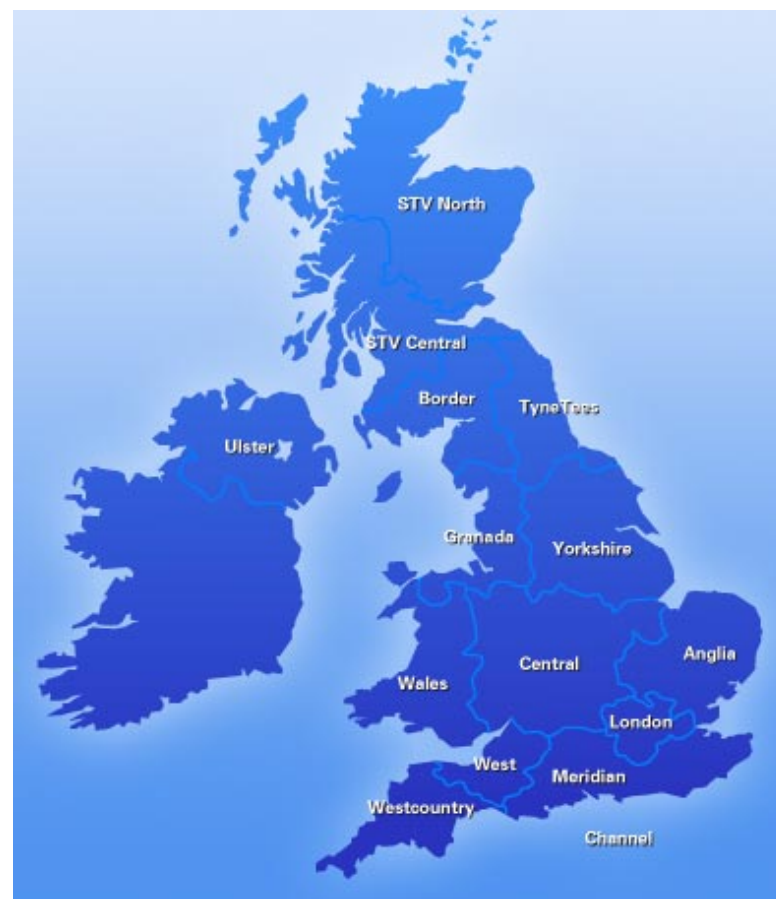 STV North
STV Central
Border
TyneTees
Ulster
Granada
Yorkshire
Central
Anglia
Wales
London
West
Meridian
Westcountry
Channel